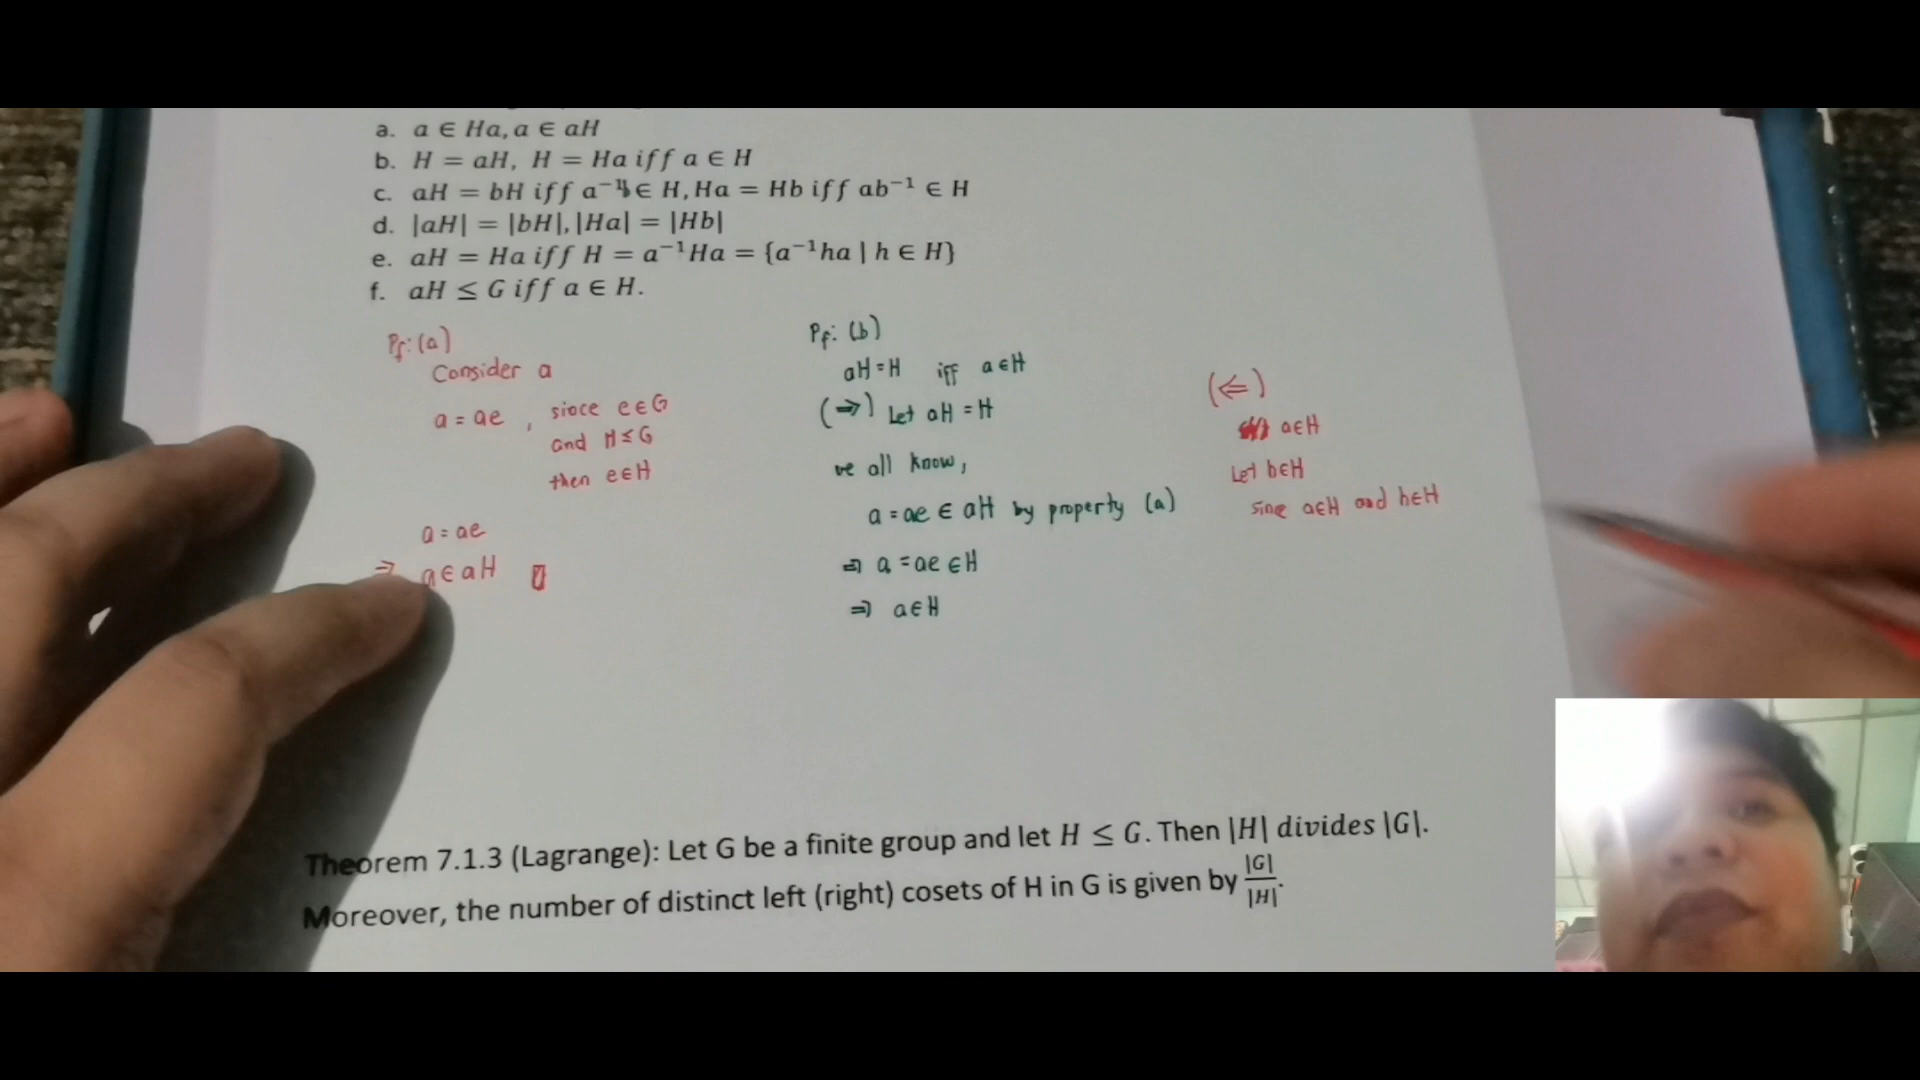 a. a ∈ Ha, a ∈ aH
b. H = aH, H = Ha iff a ∈ H
c. aH = bH iff a⁻¹b ∈ H, Ha = Hb iff ab⁻¹ ∈ H
d. |aH| = |bH|, |Ha| = |Hb|
e. aH = Ha iff H = a⁻¹Ha = {a⁻¹ha | h ∈ H}
f. aH ≤ G iff a ∈ H.
Pf: (a)
Consider a
a = ae , since e∈G
and H≤G
then e∈H
a = ae
⇒ a∈aH
Pf: (b)
aH = H iff a∈H
(⇒) Let aH = H
we all know,
a = ae ∈ aH by property (a)
⇒ a = ae ∈ H
⇒ a∈H
(⇐)
a∈H
Let h∈H
Sine a∈H and h∈H
Theorem 7.1.3 (Lagrange): Let G be a finite group and let H ≤ G. Then |H| divides |G|.
Moreover, the number of distinct left (right) cosets of H in G is given by |G|/|H|.